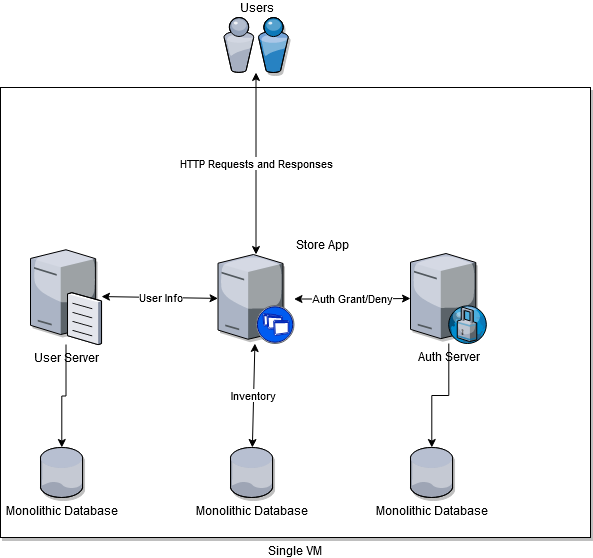 Users
HTTP Requests and Responses
Store App
User Info
Auth Grant/Deny
User Server
Auth Server
Inventory
Monolithic Database
Monolithic Database
Monolithic Database
Single VM